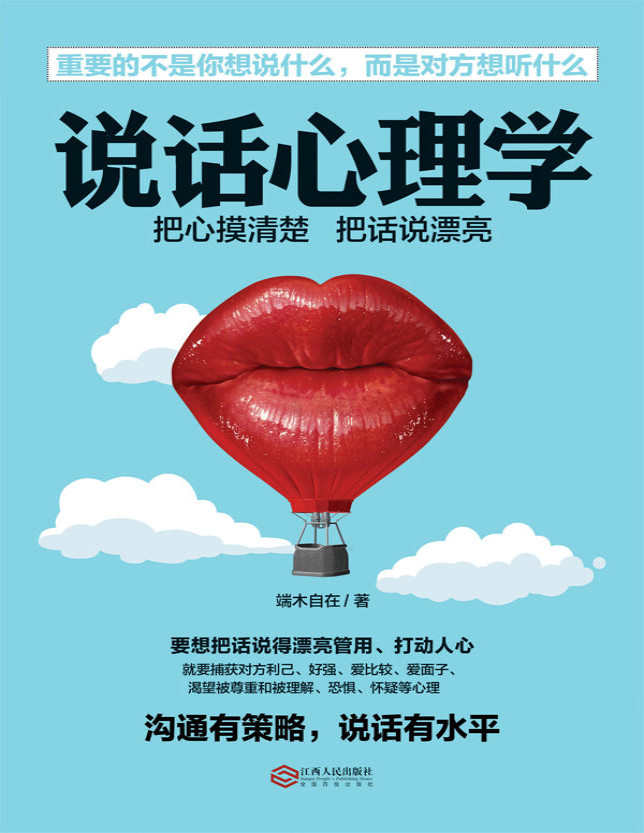 重要的不是你想说什么，而是对方想听什么
说话心理学
把心摸清楚 把话说漂亮
端木自在 / 著
要想把话说得漂亮管用、打动人心
就要捕获对方利己、好强、爱比较、爱面子、
渴望被尊重和被理解、恐惧、怀疑等心理
沟通有策略，说话有水平
江西人民出版社
Jiangxi People's Publishing House
全国百佳出版社